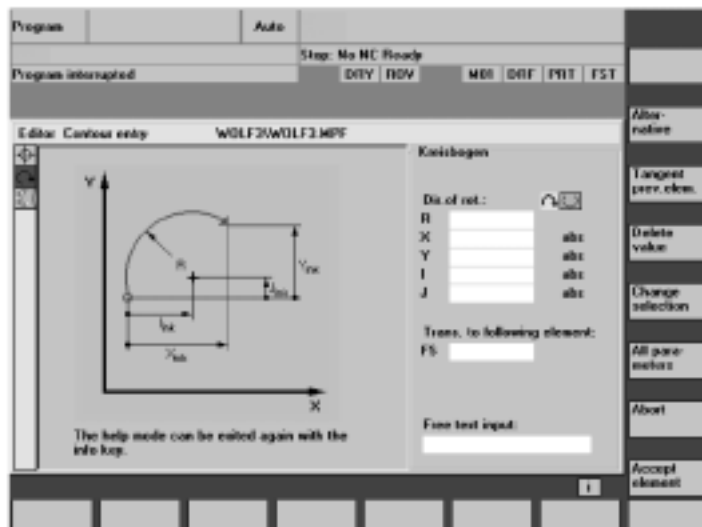 Program
Auto
Stop: No NC Ready
Program interrupted
DRY ROV M01 DRF PRT FST
Editor Contour entry WOLF3\WOLF3.MPF
Kreisbogen
Y
R
X
Dir.of rot.:
R
X abs
Y abs
I abs
J abs
Trans. to following element:
FS
Free text input:
The help mode can be exited again with the
info key.
i
Alter-
native
Tangent
prev. elem.
Delete
value
Change
selection
All para-
meters
Abort
Accept
element